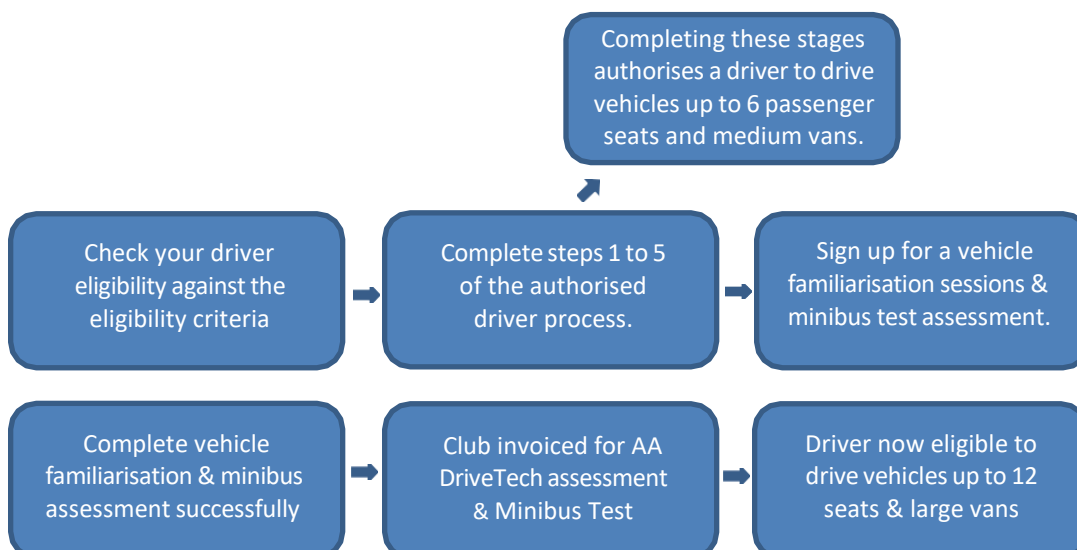 Completing these stages
authorises a driver to drive
vehicles up to 6 passenger
seats and medium vans.
Check your driver
eligibility against the
eligibility criteria
Complete steps 1 to 5
of the authorised
driver process.
Sign up for a vehicle
familiarisation sessions &
minibus test assessment.
Complete vehicle
familiarisation & minibus
assessment successfully
Club invoiced for AA
DriveTech assessment
& Minibus Test
Driver now eligible to
drive vehicles up to 12
seats & large vans